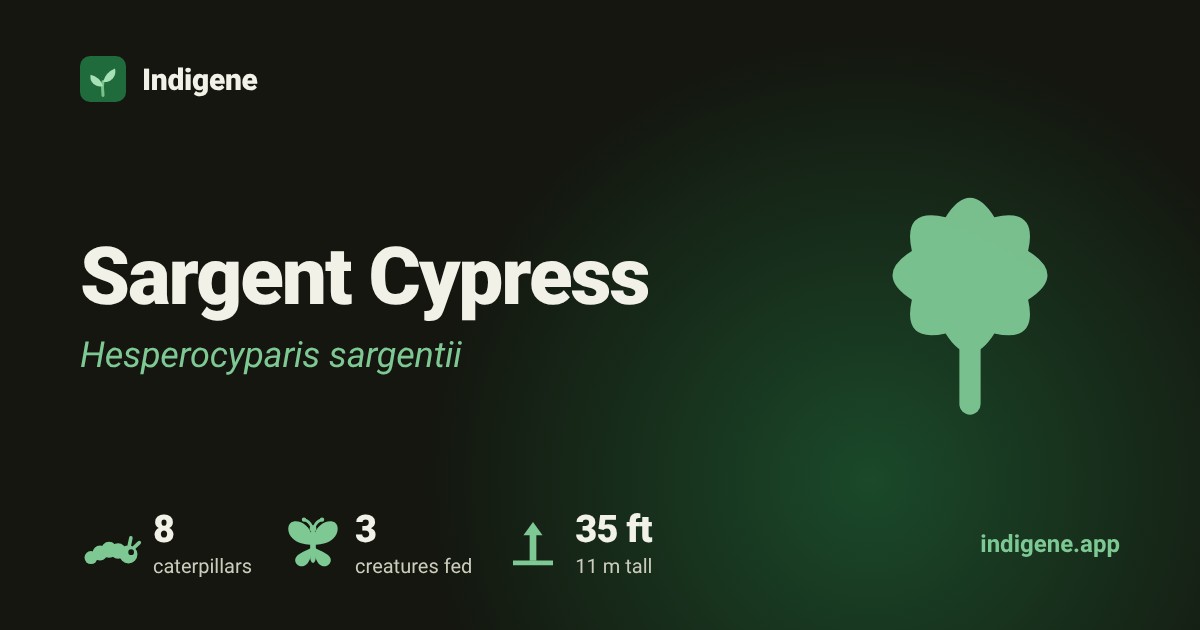 Indigene
Sargent Cypress
Hesperocyparis sargentii
8
caterpillars
3
creatures fed
35 ft
11 m tall
indigene.app